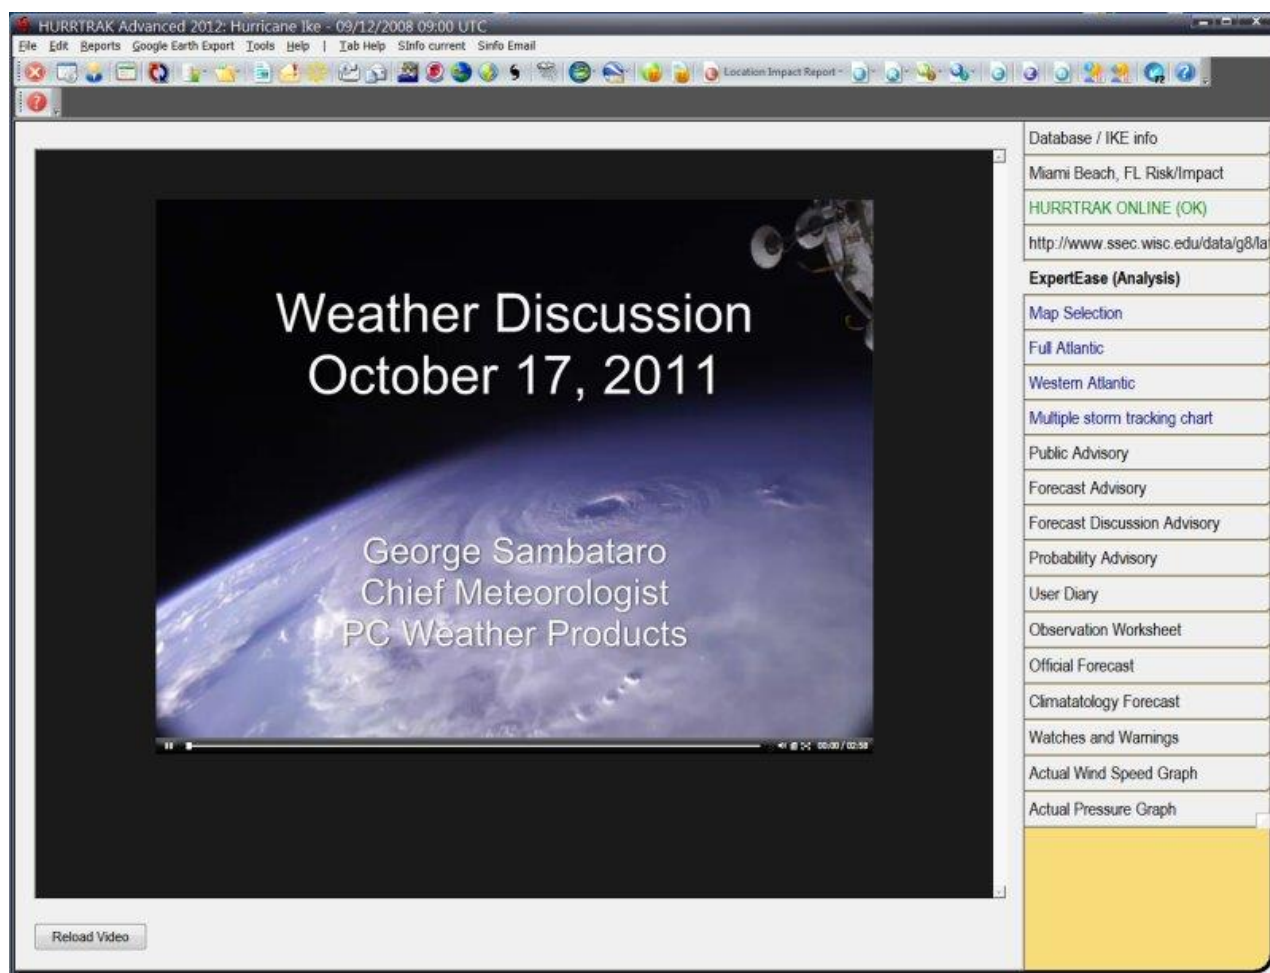 HURRTRAK Advanced 2012: Hurricane Ike - 09/12/2008 09:00 UTC
File Edit Reports Google Earth Export Tools Help | Tab Help SInfo current Sinfo Email
Location Impact Report
Database / IKE info
Miami Beach, FL Risk/Impact
HURRTRAK ONLINE (OK)
http://www.ssec.wisc.edu/data/g8/lat
ExpertEase (Analysis)
Map Selection
Full Atlantic
Western Atlantic
Multiple storm tracking chart
Public Advisory
Forecast Advisory
Forecast Discussion Advisory
Probability Advisory
User Diary
Observation Worksheet
Official Forecast
Climatatology Forecast
Watches and Warnings
Actual Wind Speed Graph
Actual Pressure Graph
Weather Discussion
October 17, 2011
George Sambataro
Chief Meteorologist
PC Weather Products
00:00 / 02:58
Reload Video